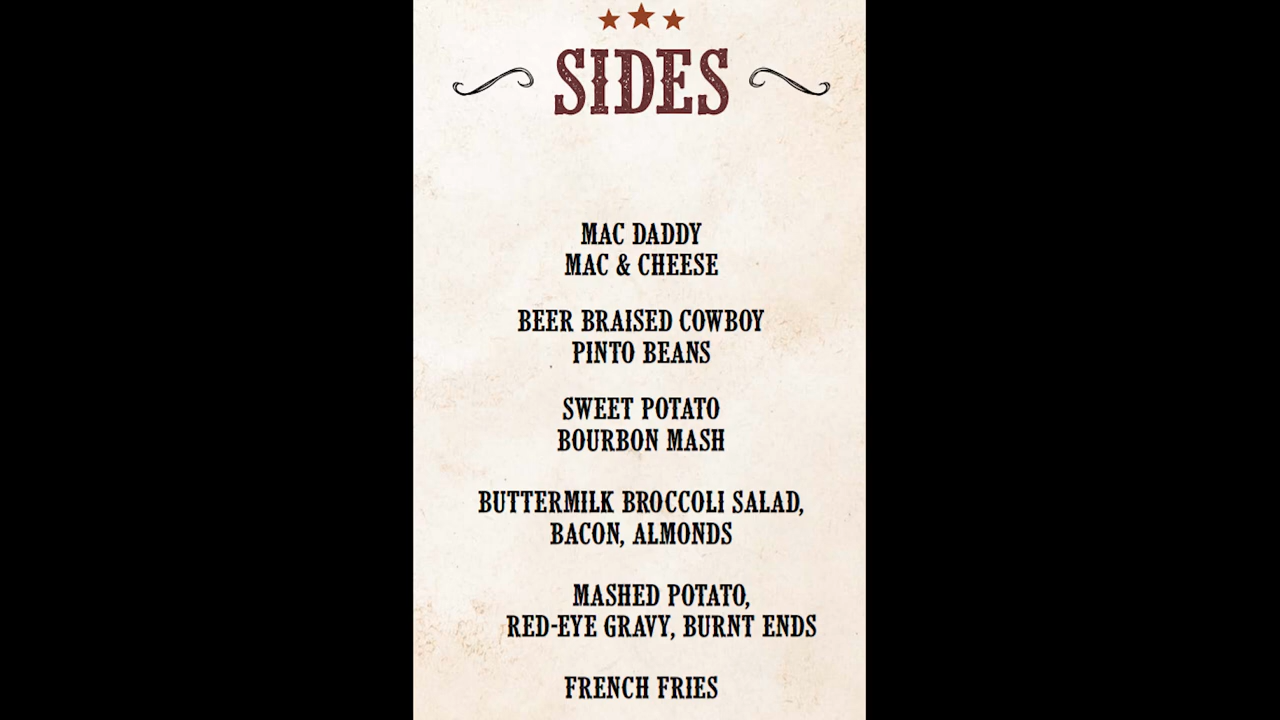 SIDES
MAC DADDY
MAC & CHEESE
BEER BRAISED COWBOY
PINTO BEANS
SWEET POTATO
BOURBON MASH
BUTTERMILK BROCCOLI SALAD,
BACON, ALMONDS
MASHED POTATO,
RED-EYE GRAVY, BURNT ENDS
FRENCH FRIES